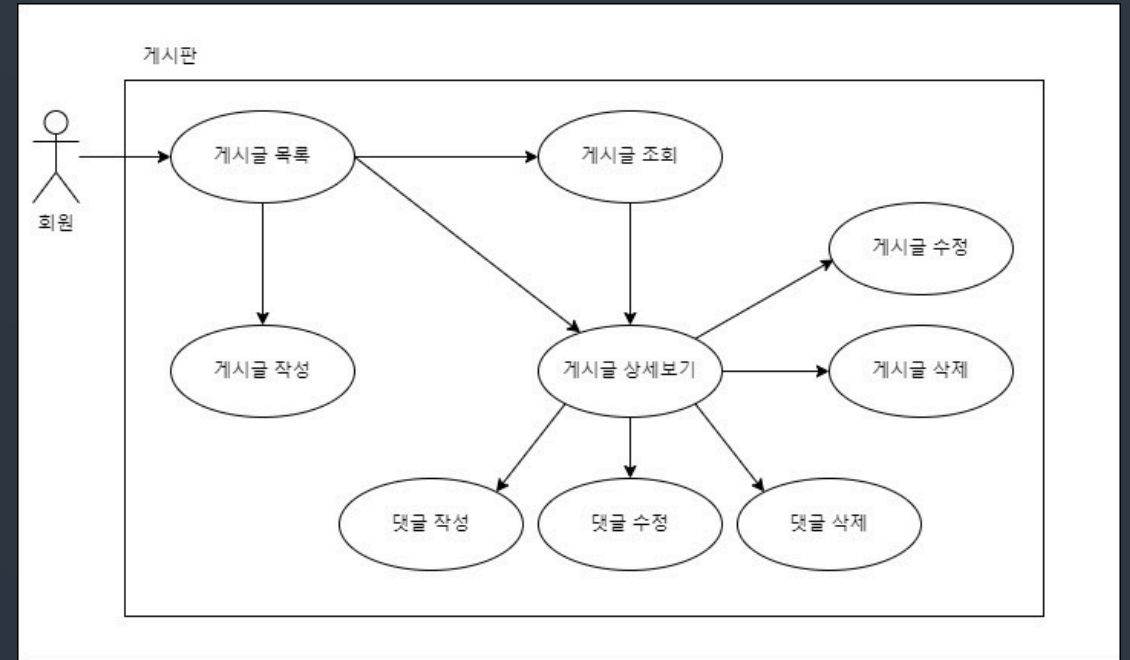 게시판
게시글 목록
게시글 조회
회원
게시글 수정
게시글 작성
게시글 상세보기
게시글 삭제
댓글 작성
댓글 수정
댓글 삭제